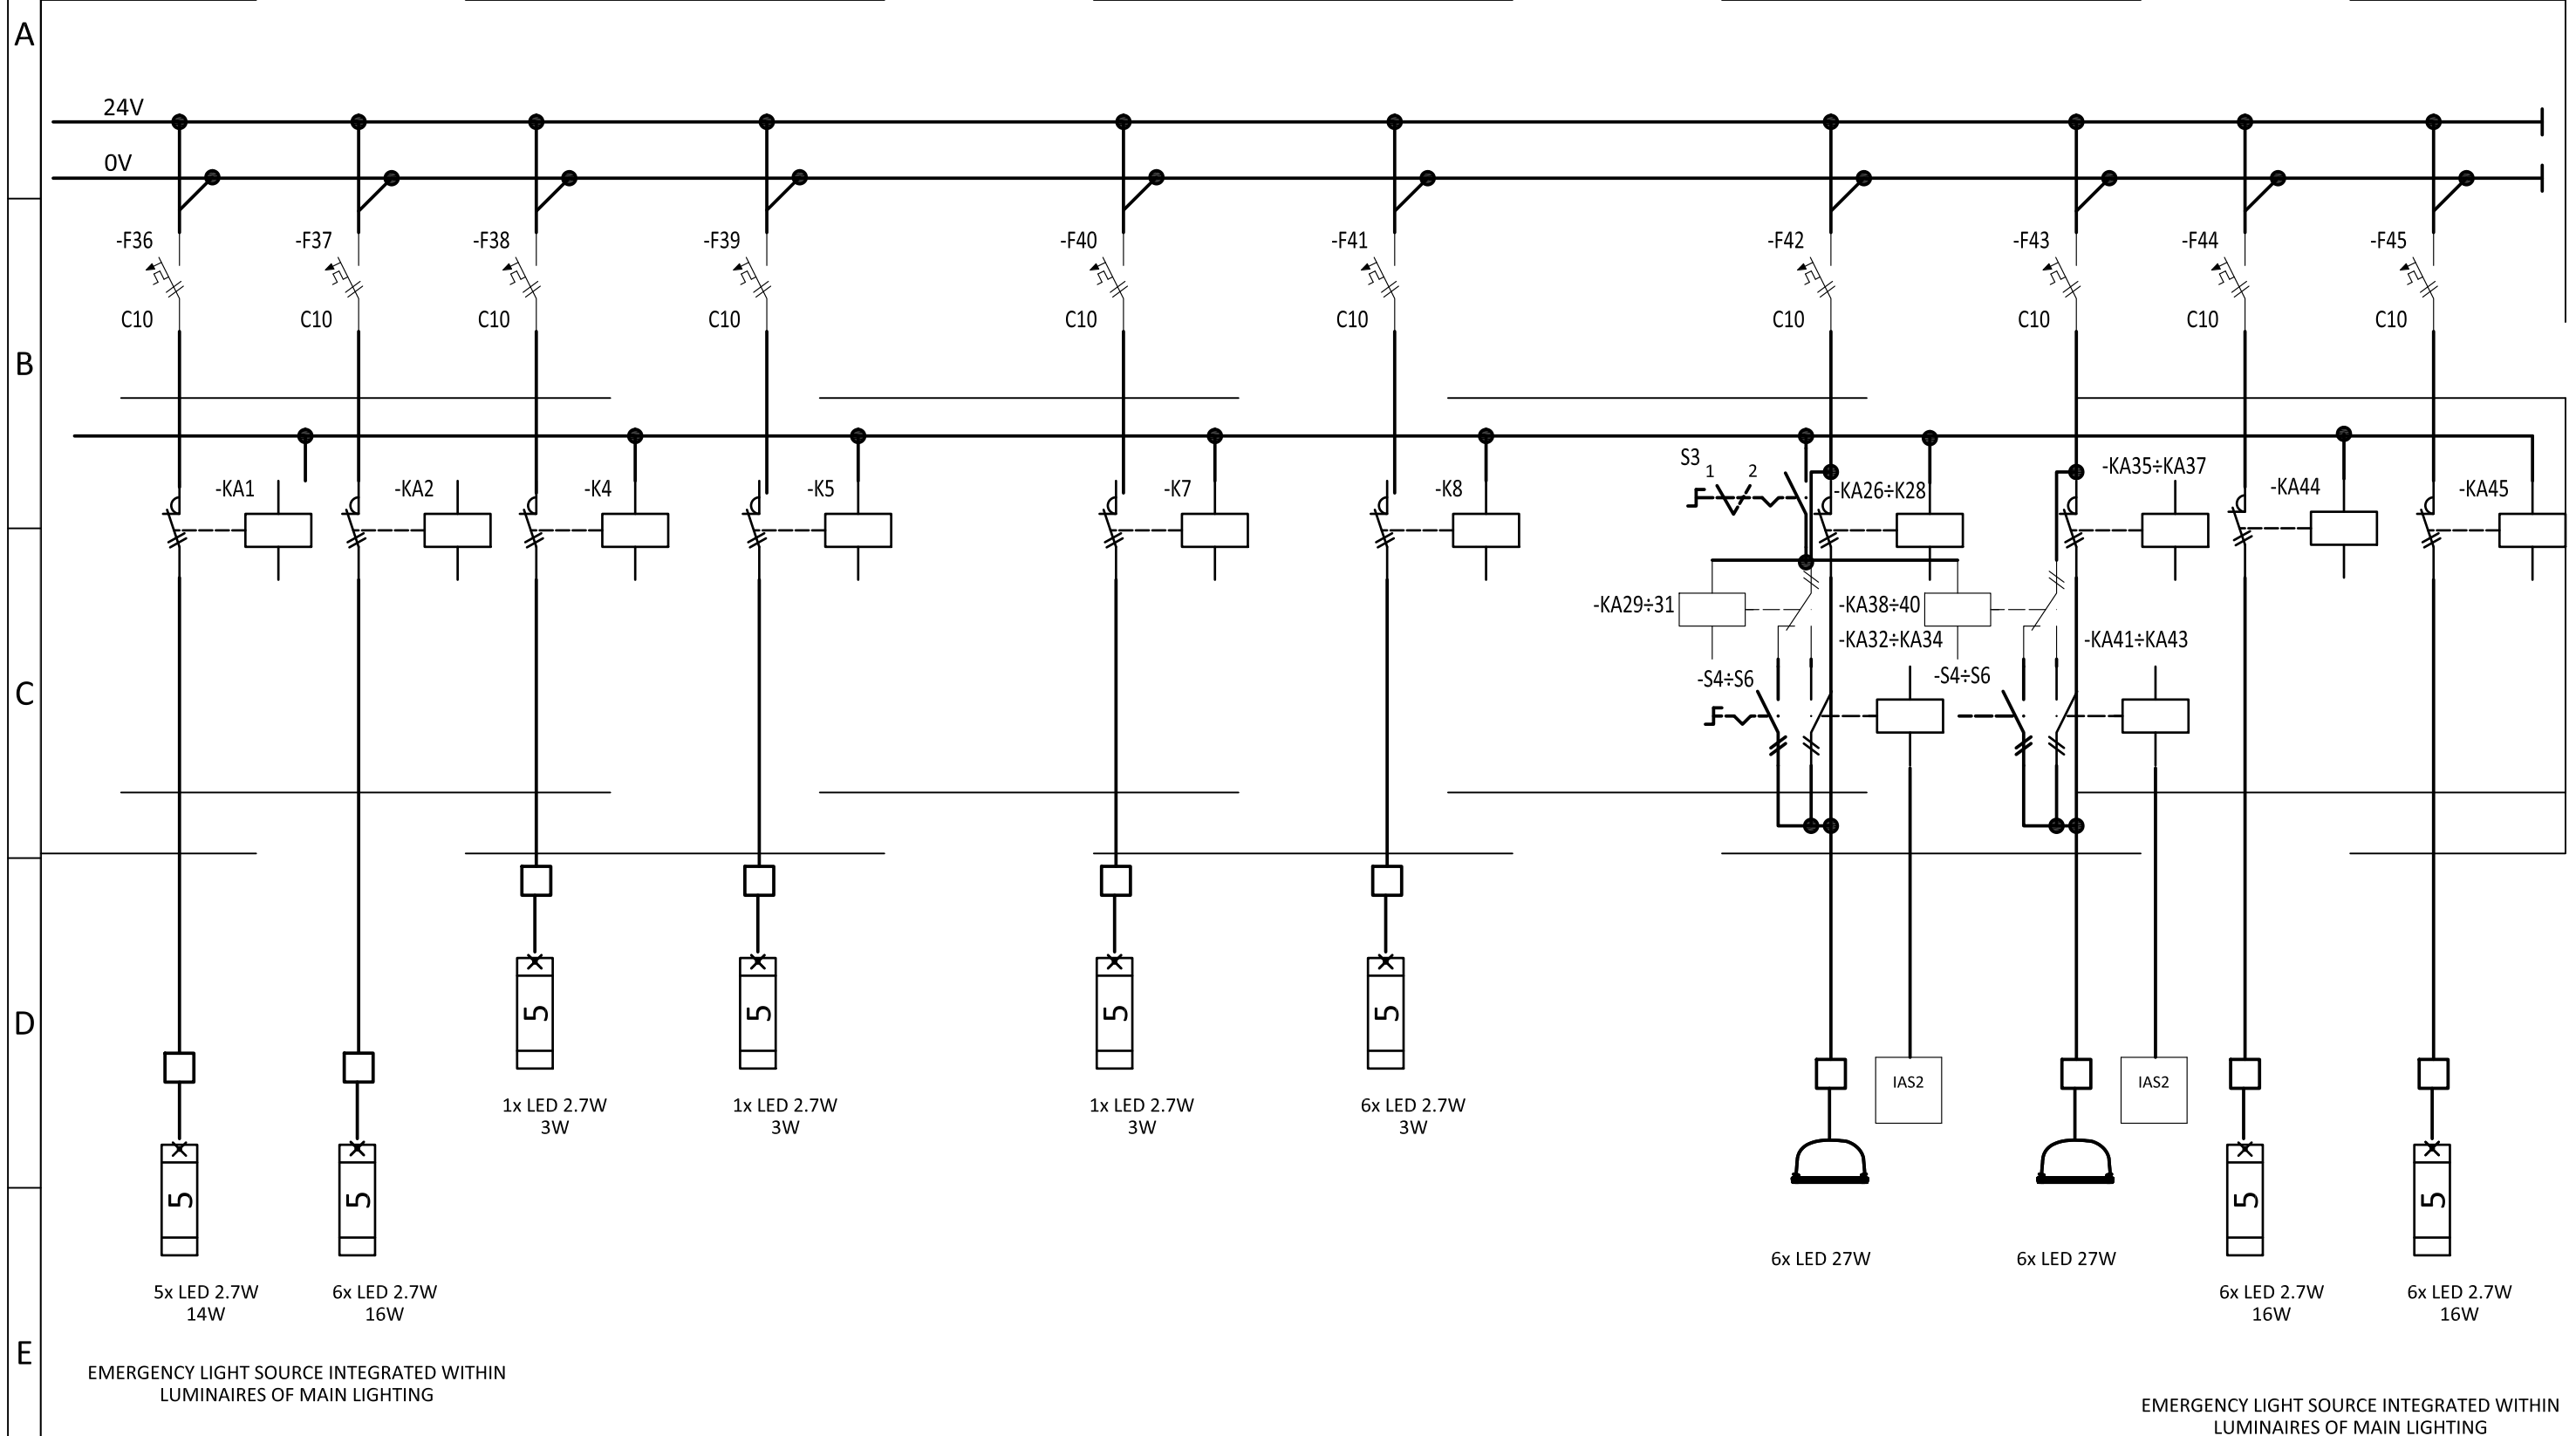 A
24V
0V
-F36
-F37
-F38
-F39
-F40
-F41
-F42
-F43
-F44
-F45
C10
C10
C10
C10
C10
C10
C10
C10
C10
C10
B
S3
1
2
-KA35÷KA37
-KA1
-KA2
-K4
-K5
-K7
-K8
-KA26÷K28
-KA44
-KA45
-KA29÷31
-KA38÷40
-KA32÷KA34
-KA41÷KA43
C
-S4÷S6
-S4÷S6
D
5
5
5
5
IAS2
IAS2
1x LED 2.7W
3W
1x LED 2.7W
3W
1x LED 2.7W
3W
6x LED 2.7W
3W
5
5
5
5
6x LED 27W
6x LED 27W
5x LED 2.7W
14W
6x LED 2.7W
16W
6x LED 2.7W
16W
6x LED 2.7W
16W
E
EMERGENCY LIGHT SOURCE INTEGRATED WITHIN
LUMINAIRES OF MAIN LIGHTING
EMERGENCY LIGHT SOURCE INTEGRATED WITHIN
LUMINAIRES OF MAIN LIGHTING